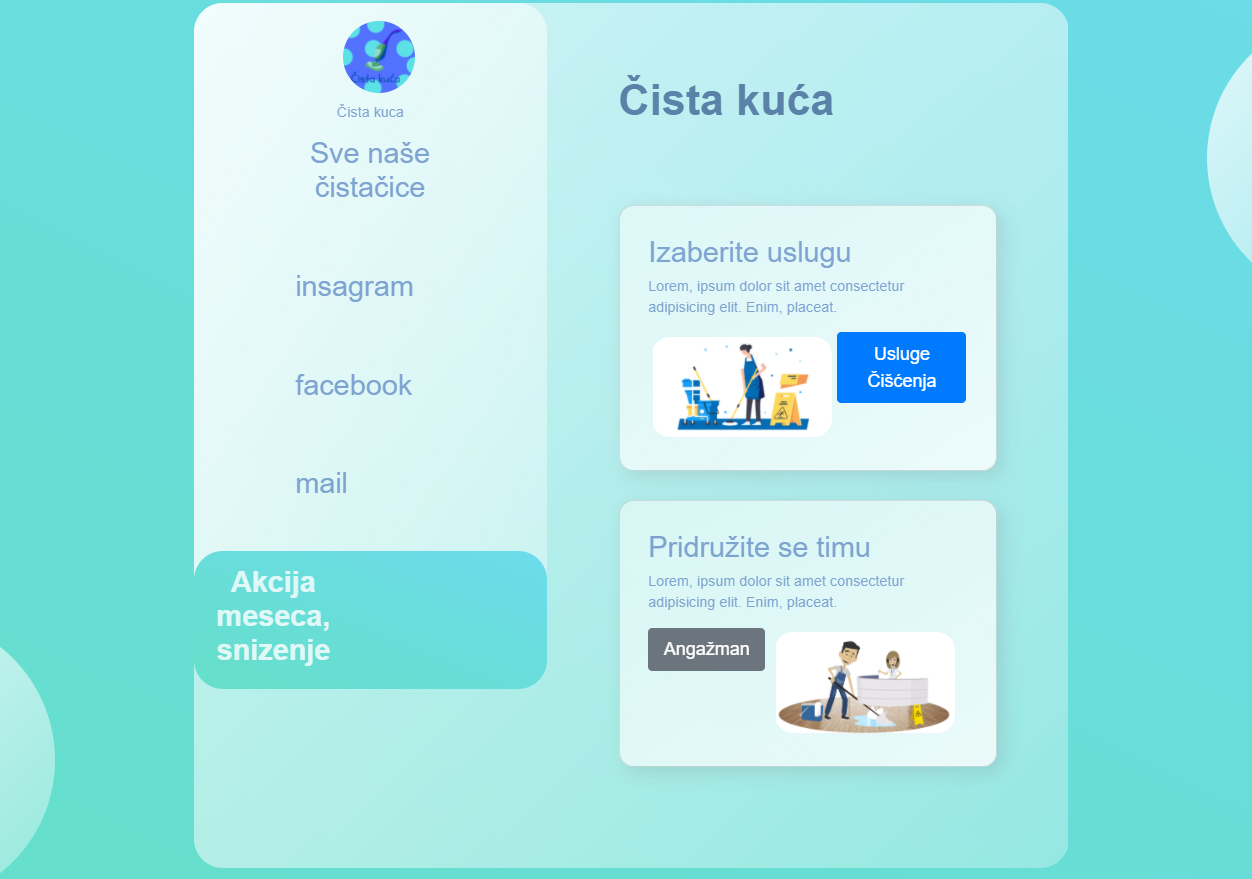 Čista kuća
Čista kuca
Sve naše
čistačice
insagram
facebook
mail
Akcija
meseca,
snizenje
Čista kuća
Izaberite uslugu
Lorem, ipsum dolor sit amet consectetur
adipisicing elit. Enim, placeat.
Usluge
Čišćenja
Pridružite se timu
Lorem, ipsum dolor sit amet consectetur
adipisicing elit. Enim, placeat.
Angažman